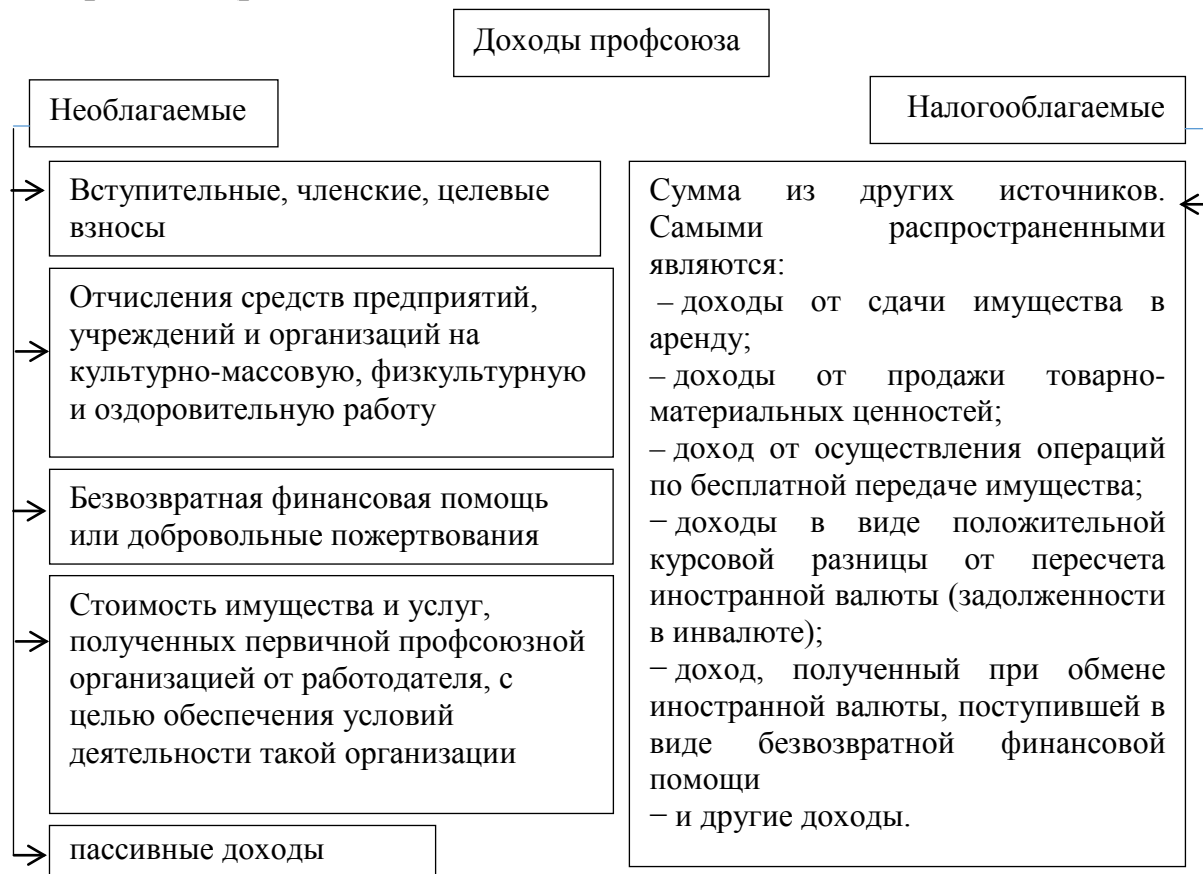 Доходы профсоюза
Необлагаемые
Налогооблагаемые
Вступительные, членские, целевые
взносы
Отчисления средств предприятий,
учреждений и организаций на
культурно-массовую, физкультурную
и оздоровительную работу
Безвозвратная финансовая помощь
или добровольные пожертвования
Стоимость имущества и услуг,
полученных первичной профсоюзной
организацией от работодателя, с
целью обеспечения условий
деятельности такой организации
пассивные доходы
Сумма из других источников.
Самыми распространенными
являются:
– доходы от сдачи имущества в
аренду;
– доходы от продажи товарно-
материальных ценностей;
– доход от осуществления операций
по бесплатной передаче имущества;
− доходы в виде положительной
курсовой разницы от пересчета
иностранной валюты (задолженности
в инвалюте);
− доход, полученный при обмене
иностранной валюты, поступившей в
виде безвозвратной финансовой
помощи
− и другие доходы.